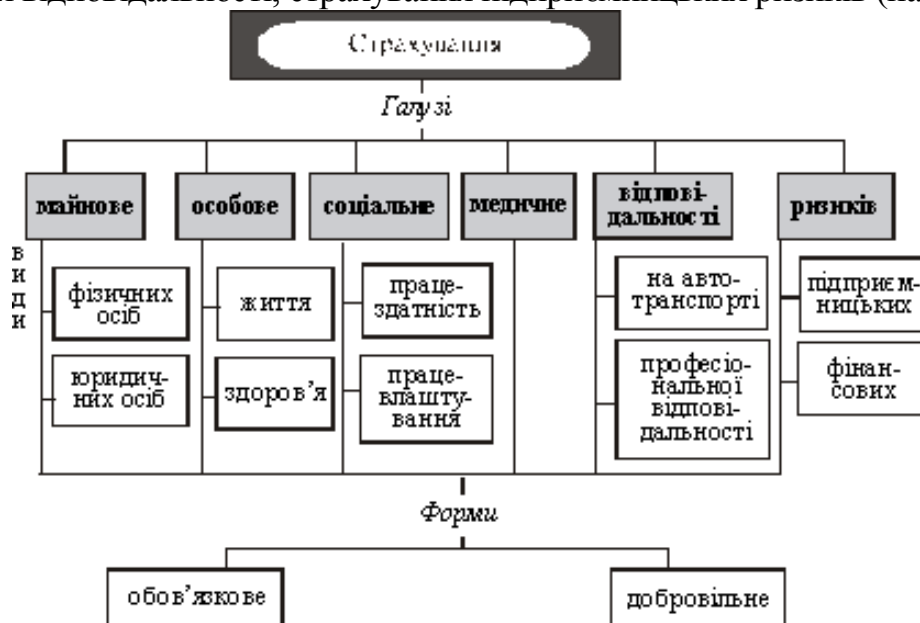 відповідальності, страхування підприємницьких ризиків
Страхування
Галузі
майнове
особове
соціальне
медичне
відпові-
дальності
ризиків
види
фізичних
осіб
життя
праце-
здатність
на авто-
транспорті
підприєм-
ницьких
юридич-
них осіб
здоров’я
праце-
влашту-
вання
професіо-
нальної
відпові-
дальності
фінан-
сових
Форми
обов’язкове
добровільне